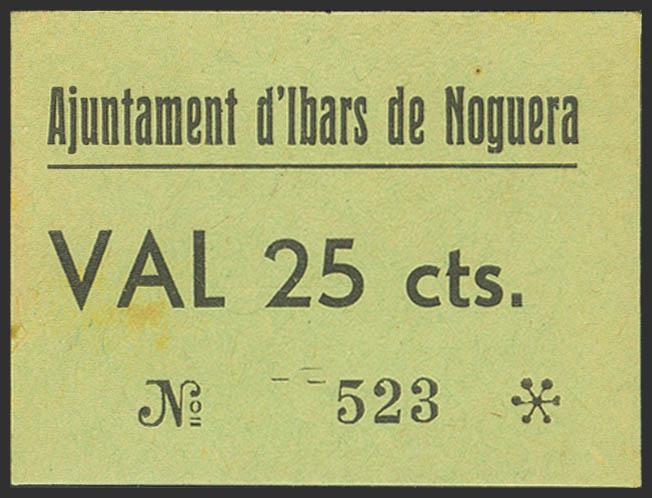 Ajuntament d'Ibars de Noguera
VAL 25 cts.
Nº 523